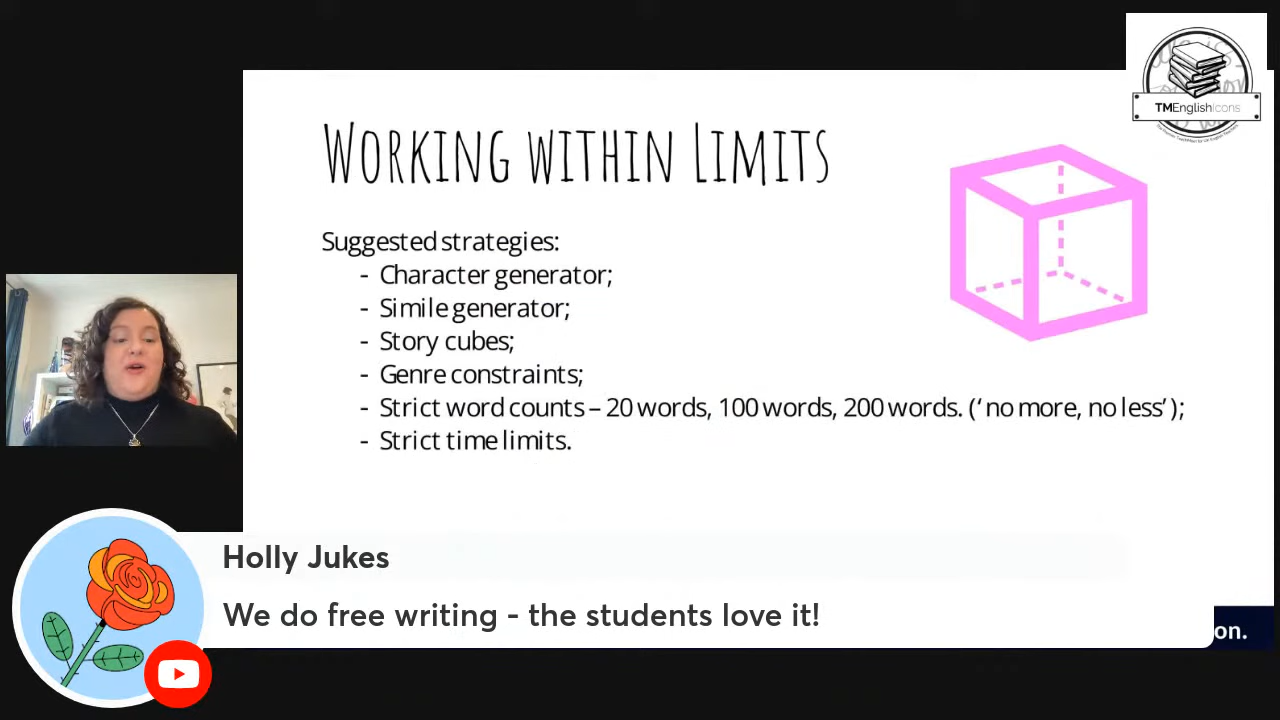 TMEnglishIcons
Working within Limits
Suggested strategies:
- Character generator;
- Simile generator;
- Story cubes;
- Genre constraints;
- Strict word counts – 20 words, 100 words, 200 words. (‘ no more, no less’ );
- Strict time limits.
Holly Jukes
We do free writing - the students love it!
on.